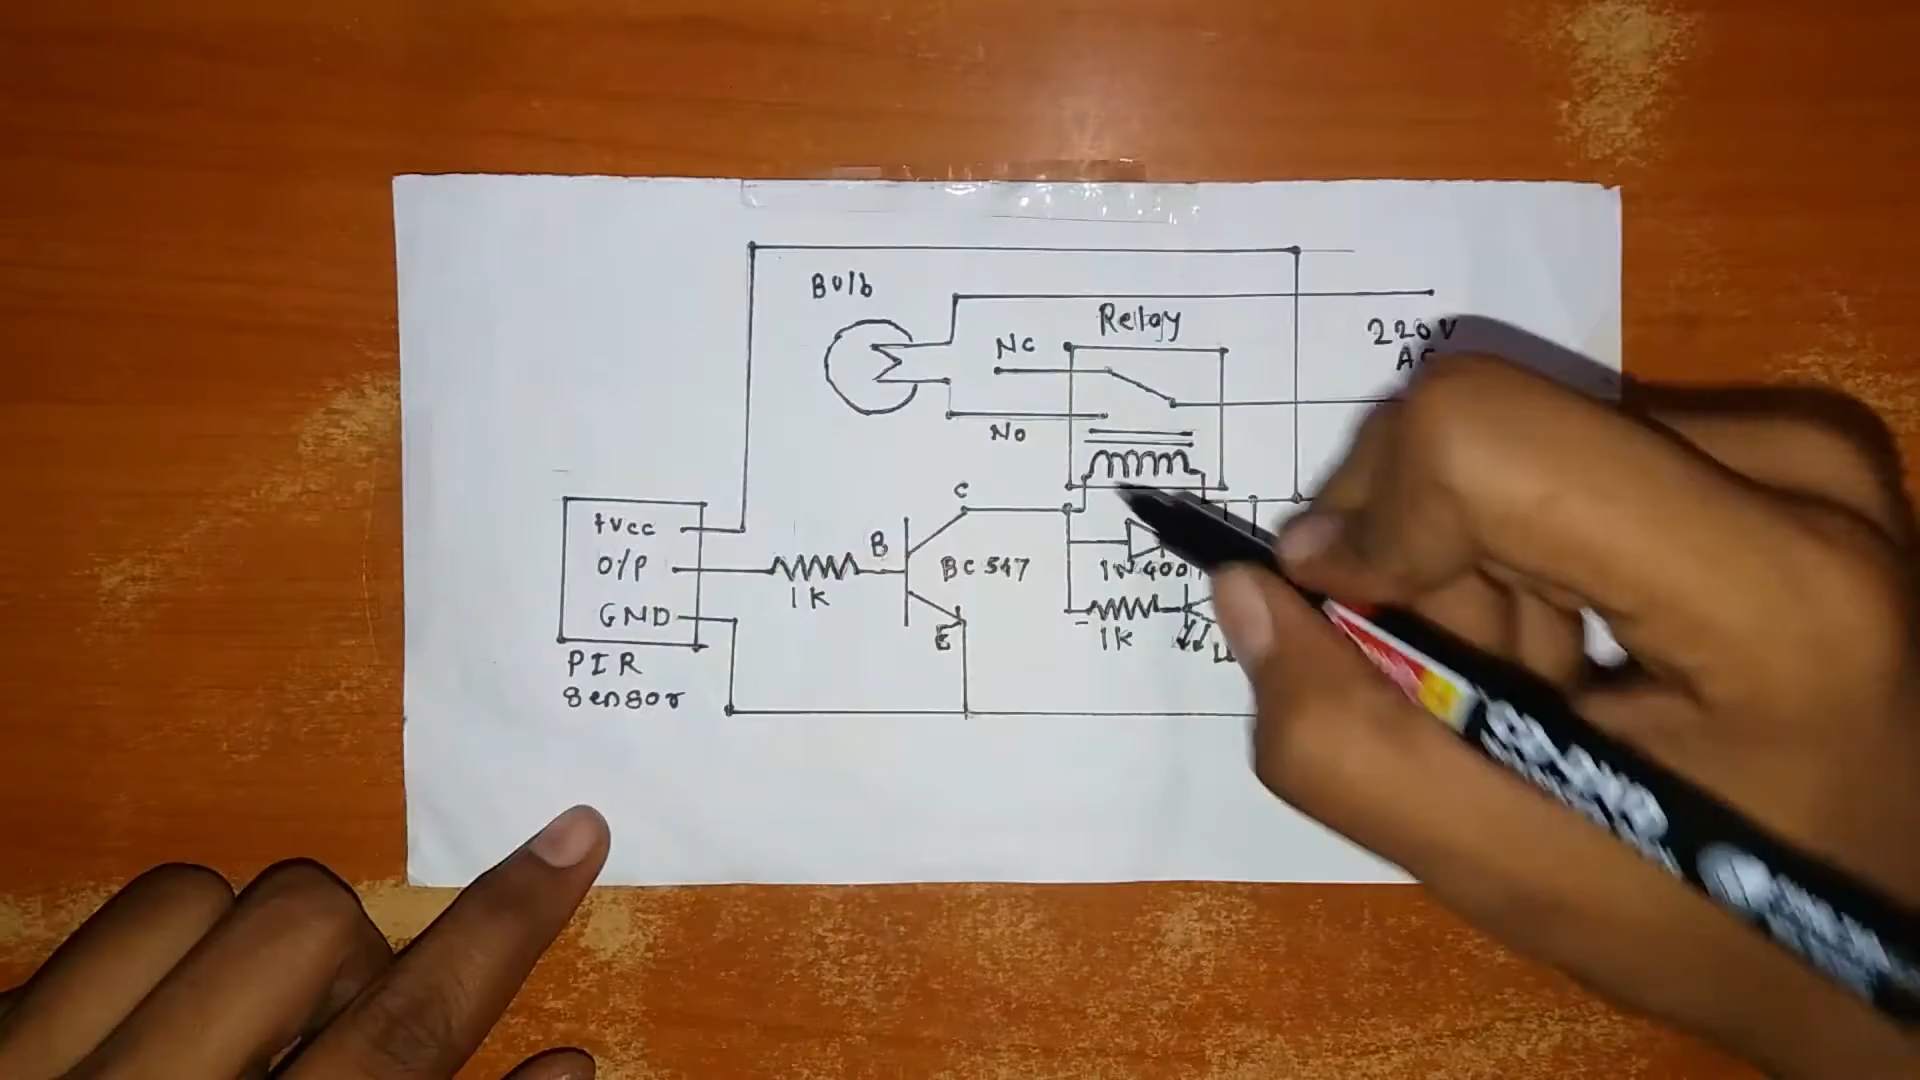 Bulb
Relay
220V
NC
NO
C
+Vcc
O/P
GND
B
BC 547
1K
E
1K
PIR
sensor